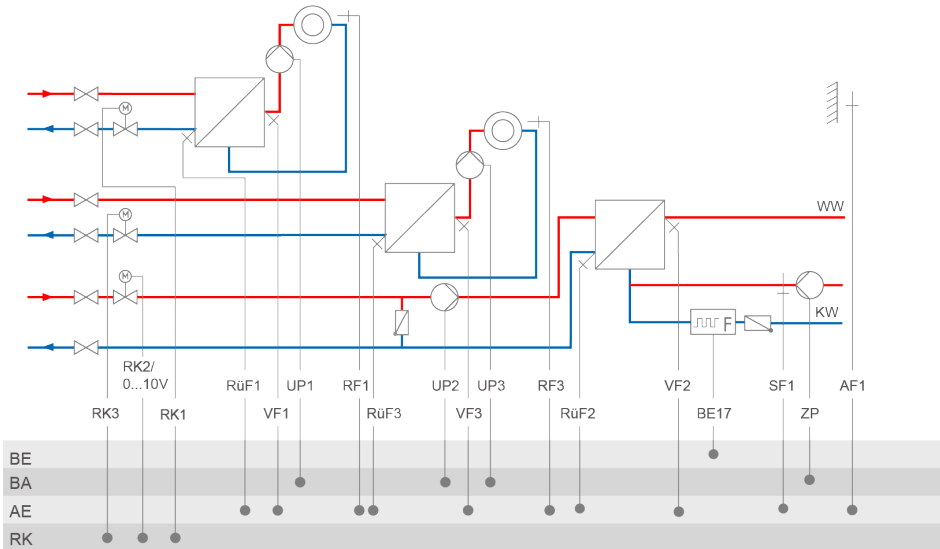 M
M
WW
M
KW
F
RK2/
0...10V
RüF1
UP1
RF1
UP2
UP3
RF3
VF2
SF1
AF1
RK3
RK1
VF1
RüF3
VF3
RüF2
BE17
ZP
BE
BA
AE
RK